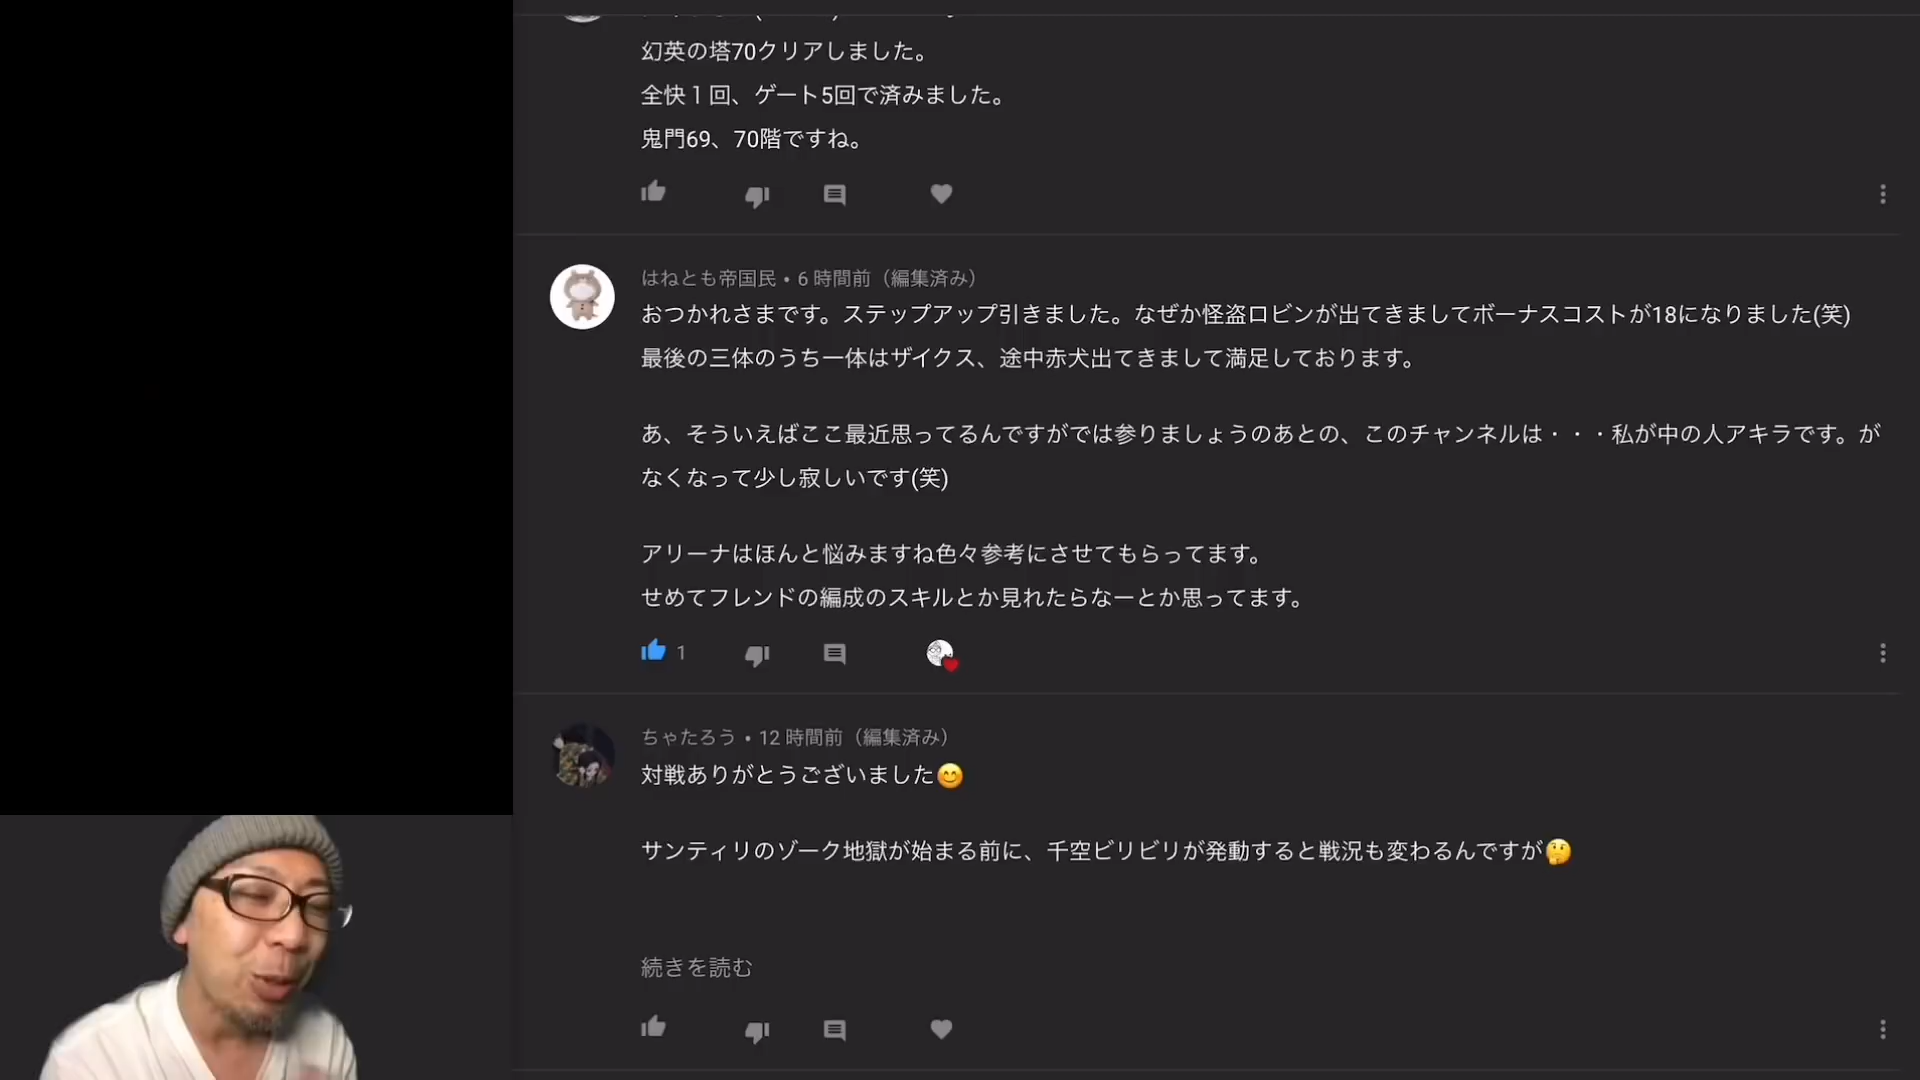 幻英の塔70クリアしました。
全快１回、ゲート5回で済みました。
鬼門69、70階ですね。
はねとも帝国民 • 6 時間前（編集済み）
おつかれさまです。ステップアップ引きました。なぜか怪盗ロビンが出てきましてボーナスコストが18になりました(笑)
最後の三体のうち一体はザイクス、途中赤犬出てきまして満足しております。
あ、そういえばここ最近思ってるんですがでは参りましょうのあとの、このチャンネルは・・・私が中の人アキラです。が
なくなって少し寂しいです(笑)
アリーナはほんと悩みますね色々参考にさせてもらってます。
せめてフレンドの編成のスキルとか見れたらなーとか思ってます。
1
ちゃたろう • 12 時間前（編集済み）
対戦ありがとうございました😊
サンティリのゾーク地獄が始まる前に、千空ビリビリが発動すると戦況も変わるんですが🤔
続きを読む